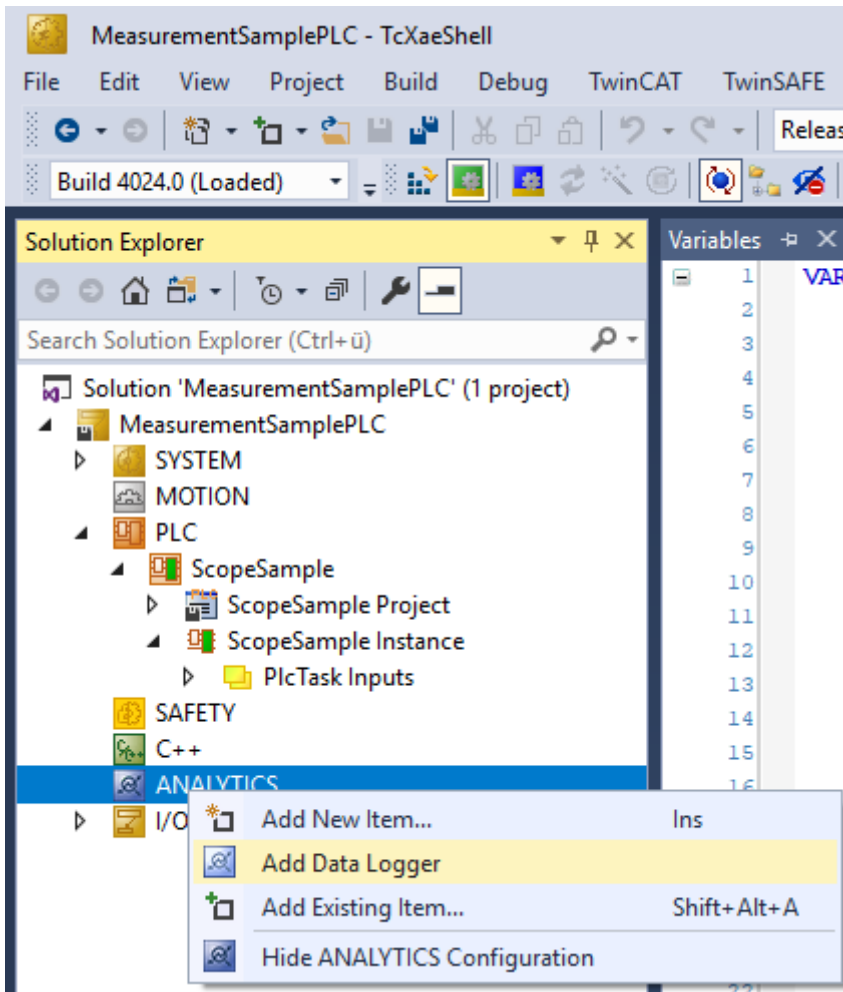 MeasurementSamplePLC - TcXaeShell
File Edit View Project Build Debug TwinCAT TwinSAFE
Build 4024.0 (Loaded)
Solution Explorer
Variables
Search Solution Explorer (Ctrl+ü)
Solution 'MeasurementSamplePLC' (1 project)
MeasurementSamplePLC
SYSTEM
MOTION
PLC
ScopeSample
ScopeSample Project
ScopeSample Instance
PlcTask Inputs
SAFETY
C++
ANALYTICS
I/O
Add New Item... Ins
Add Data Logger
Add Existing Item... Shift+Alt+A
Hide ANALYTICS Configuration
1 VAR
2
3
4
5
6
7
8
9
10
11
12
13
14
15
16
22